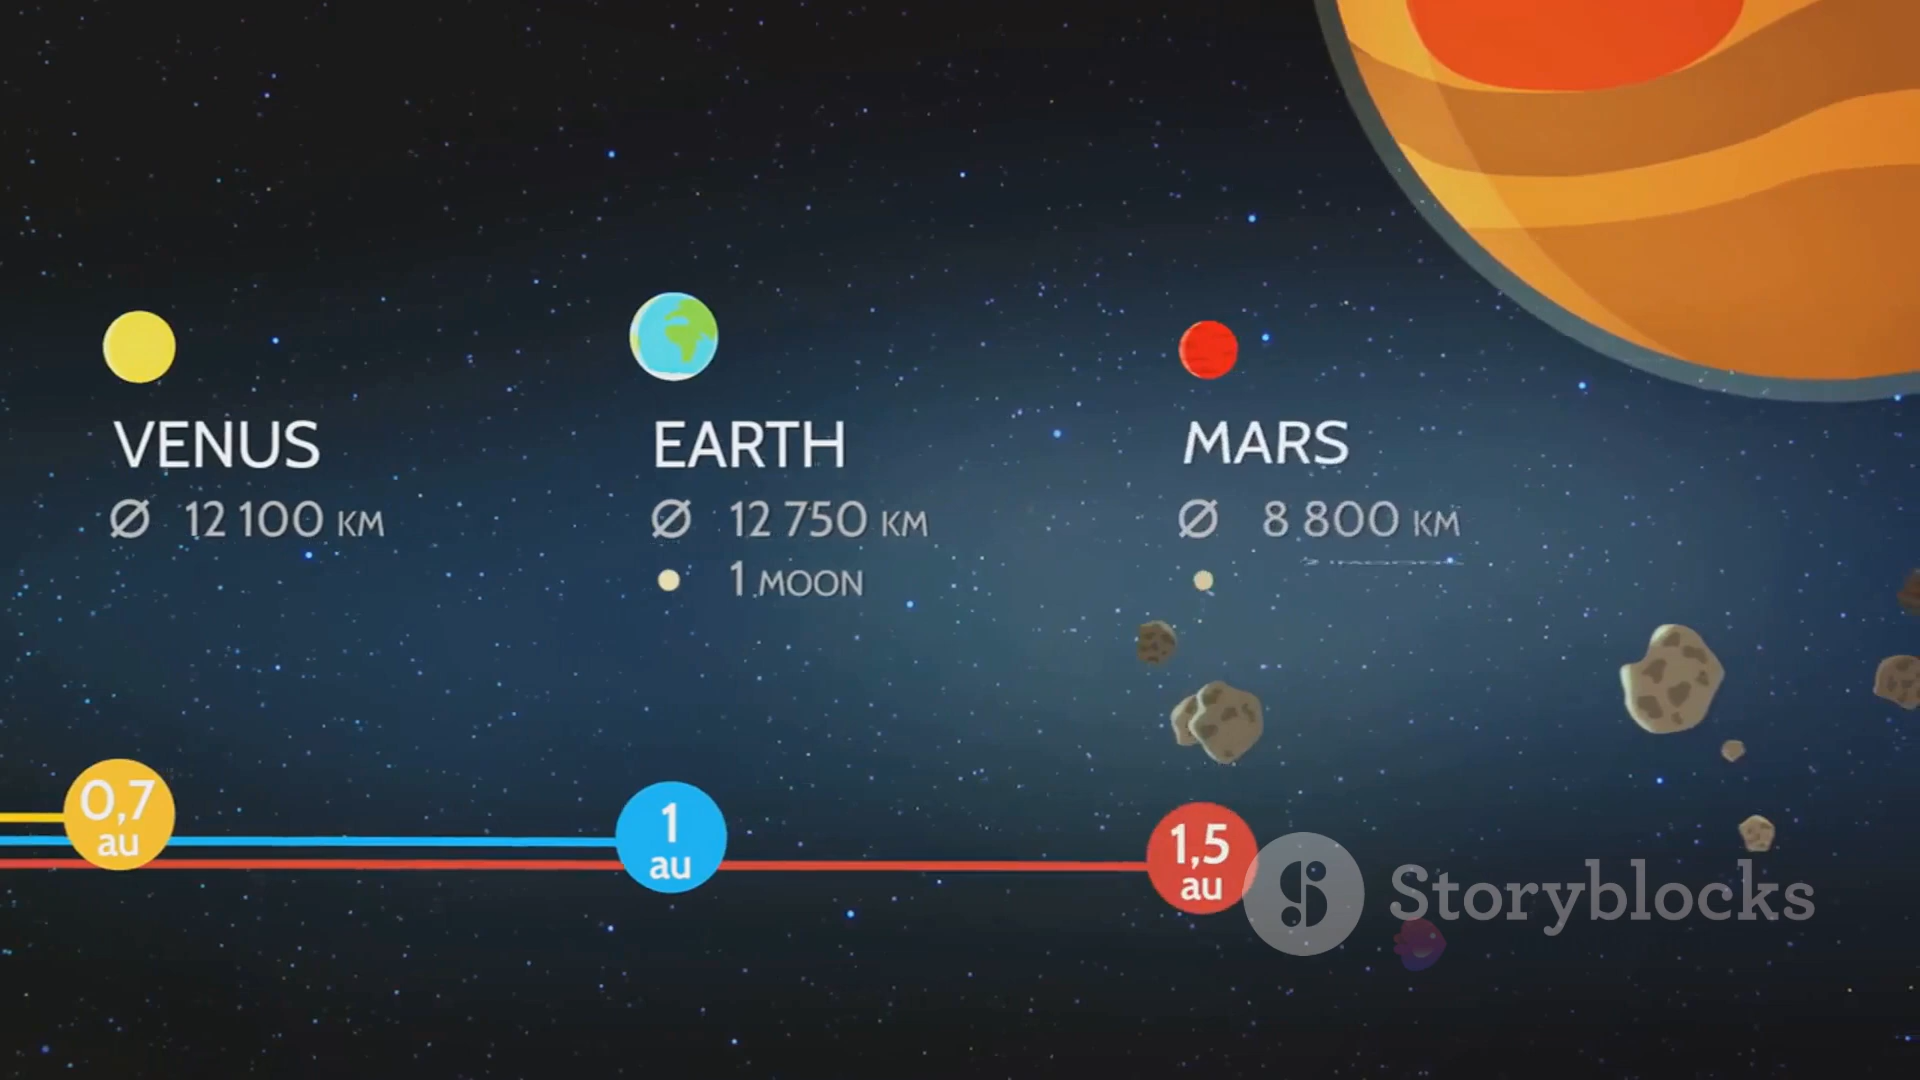 VENUS
Ø 12 100 KM
EARTH
Ø 12 750 KM
1 MOON
MARS
Ø 8 800 KM
0,7
au
1
au
1,5
au
Storyblocks